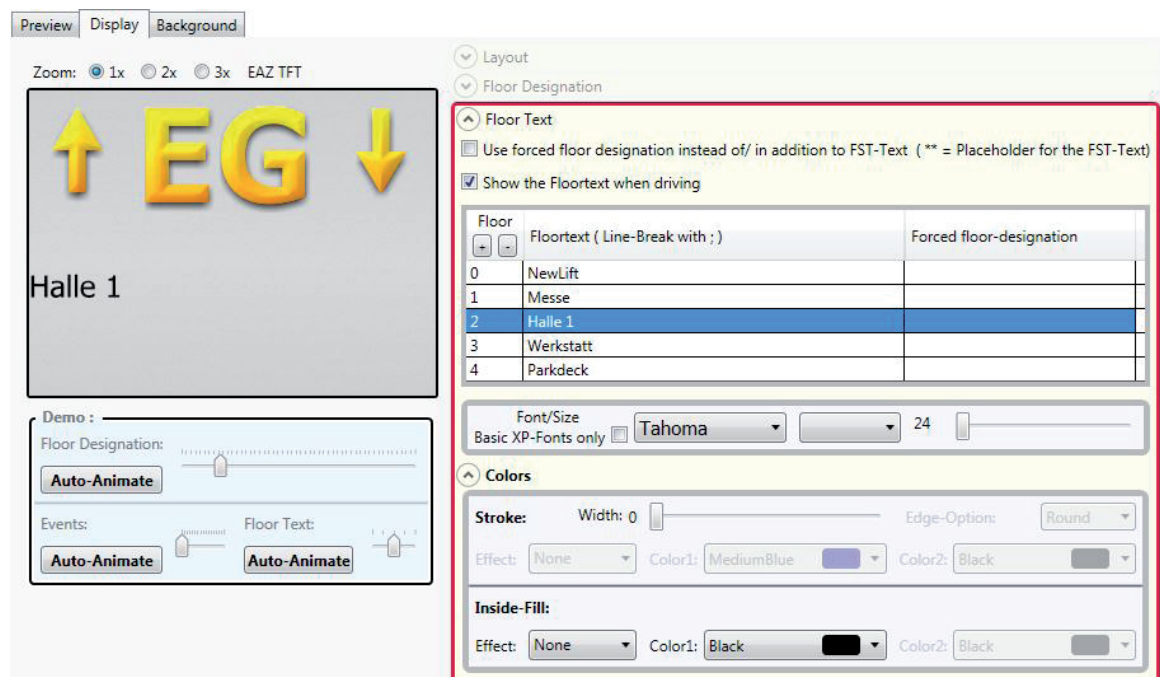 Preview Display Background
Zoom: 1x 2x 3x EAZ TFT
EG
Halle 1
Demo :
Floor Designation:
Auto-Animate
Events: Floor Text:
Auto-Animate Auto-Animate
Layout
Floor Designation
Floor Text
Use forced floor designation instead of/ in addition to FST-Text ( ** = Placeholder for the FST-Text)
Show the Floortext when driving
Floor Floortext ( Line-Break with ; ) Forced floor-designation
+ -
0 NewLift
1 Messe
2 Halle 1
3 Werkstatt
4 Parkdeck
Font/Size
Basic XP-Fonts only Tahoma 24
Colors
Stroke: Width: 0 Edge-Option: Round
Effect: None Color1: MediumBlue Color2: Black
Inside-Fill:
Effect: None Color1: Black Color2: Black